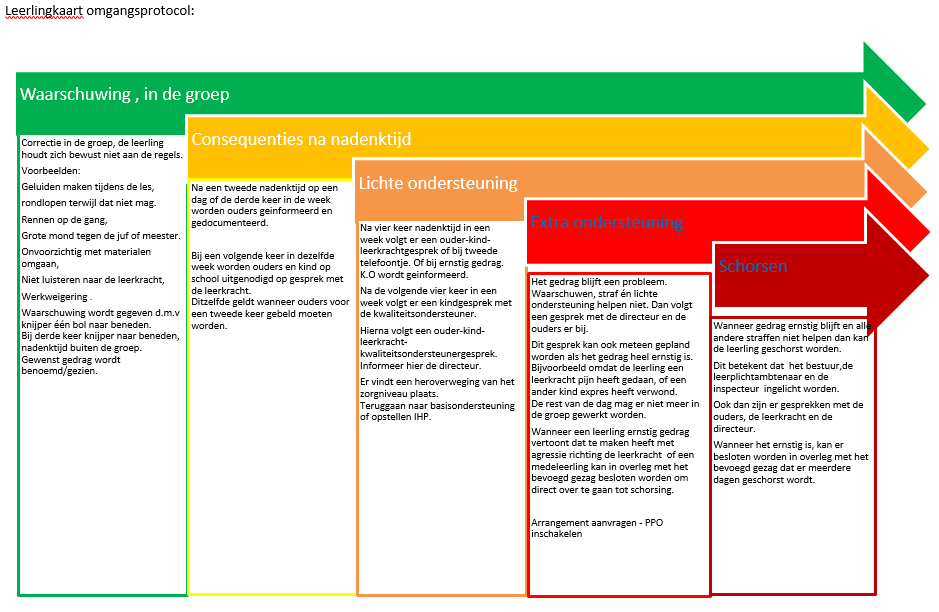 Leerlingkaart omgangsprotocol:
Waarschuwing , in de groep
Correctie in de groep, de leerling
houdt zich bewust niet aan de regels.
Voorbeelden:
Geluiden maken tijdens de les,
rondlopen terwijl dat niet mag.
Rennen op de gang,
Grote mond tegen de juf of meester.
Onvoorzichtig met materialen
omgaan,
Niet luisteren naar de leerkracht,
Werkweigering .
Waarschuwing wordt gegeven d.m.v
knijper één bol naar beneden.
Bij derde keer knijper naar beneden,
nadenktijd buiten de groep.
Gewenst gedrag wordt
benoemd/gezien.
Consequenties na nadenktijd
Na een tweede nadenktijd op een
dag of de derde keer in de week
worden ouders geinformeerd en
gedocumenteerd.
Bij een volgende keer in dezelfde
week worden ouders en kind op
school uitgenodigd op gesprek met
de leerkracht.
Ditzelfde geldt wanneer ouders voor
een tweede keer gebeld moeten
worden.
Lichte ondersteuning
Na vier keer nadenktijd in een
week volgt er een ouder-kind-
leerkrachtgesprek of bij tweede
telefoontje. Of bij ernstig gedrag.
K.O wordt geinformeerd.
Na de volgende vier keer in een
week volgt er een kindgesprek met
de kwaliteitsondersteuner.
Hierna volgt een ouder-kind-
leerkracht-
kwaliteitsondersteunergesprek.
Informeer hier de directeur.
Er vindt een heroverweging van het
zorgniveau plaats.
Teruggaan naar basisondersteuning
of opstellen IHP.
Extra ondersteuning
Het gedrag blijft een probleem.
Waarschuwen, straf én lichte
ondersteuning helpen niet. Dan volgt
een gesprek met de directeur en de
ouders er bij.
Dit gesprek kan ook meteen gepland
worden als het gedrag heel ernstig is.
Bijvoorbeeld omdat de leerling een
leerkracht pijn heeft gedaan, of een
ander kind expres heeft verwond.
De rest van de dag mag er niet meer in
de groep gewerkt worden.
Wanneer een leerling ernstig gedrag
vertoont dat te maken heeft met
agressie richting de leerkracht  of een
medeleerling kan in overleg met het
bevoegd gezag besloten worden om
direct over te gaan tot schorsing.
Arrangement aanvragen - PPO
inschakelen
Schorsen
Wanneer gedrag ernstig blijft en alle
andere straffen niet helpen dan kan
de leerling geschorst worden.
Dit betekent dat  het bestuur,de
leerplichtambtenaar en de
inspecteur  ingelicht worden.
Ook dan zijn er gesprekken met de
ouders, de leerkracht en de
directeur.
Wanneer het ernstig is, kan er
besloten worden in overleg met het
bevoegd gezag dat er meerdere
dagen geschorst wordt.